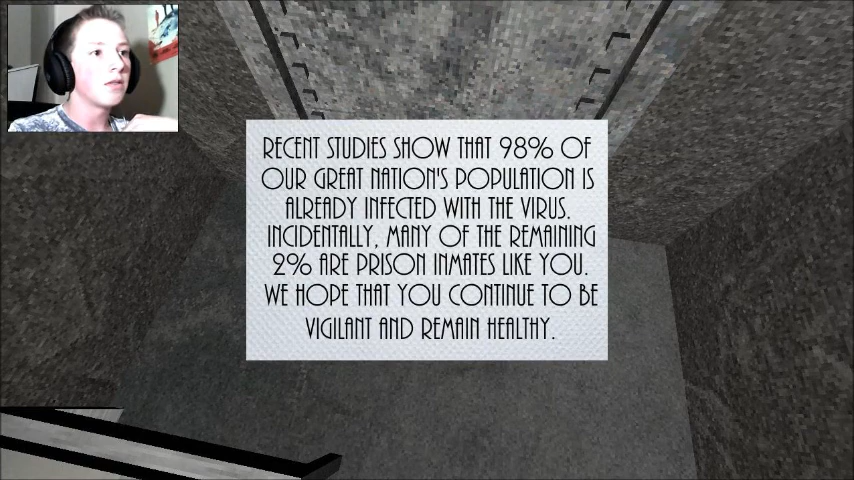 RECENT STUDIES SHOW THAT 98% OF
OUR GREAT NATION'S POPULATION IS
ALREADY INFECTED WITH THE VIRUS.
INCIDENTALLY, MANY OF THE REMAINING
2% ARE PRISON INMATES LIKE YOU.
WE HOPE THAT YOU CONTINUE TO BE
VIGILANT AND REMAIN HEALTHY.